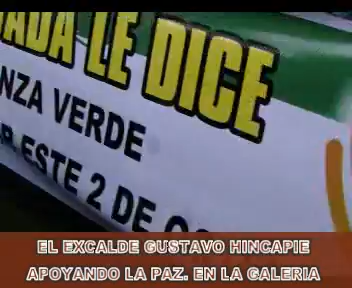 ADA LE DICE
NZA VERDE
ESTE 2 DE
EL EXCALDE GUSTAVO HINCAPIE
APOYANDO LA PAZ. EN LA GALERIA